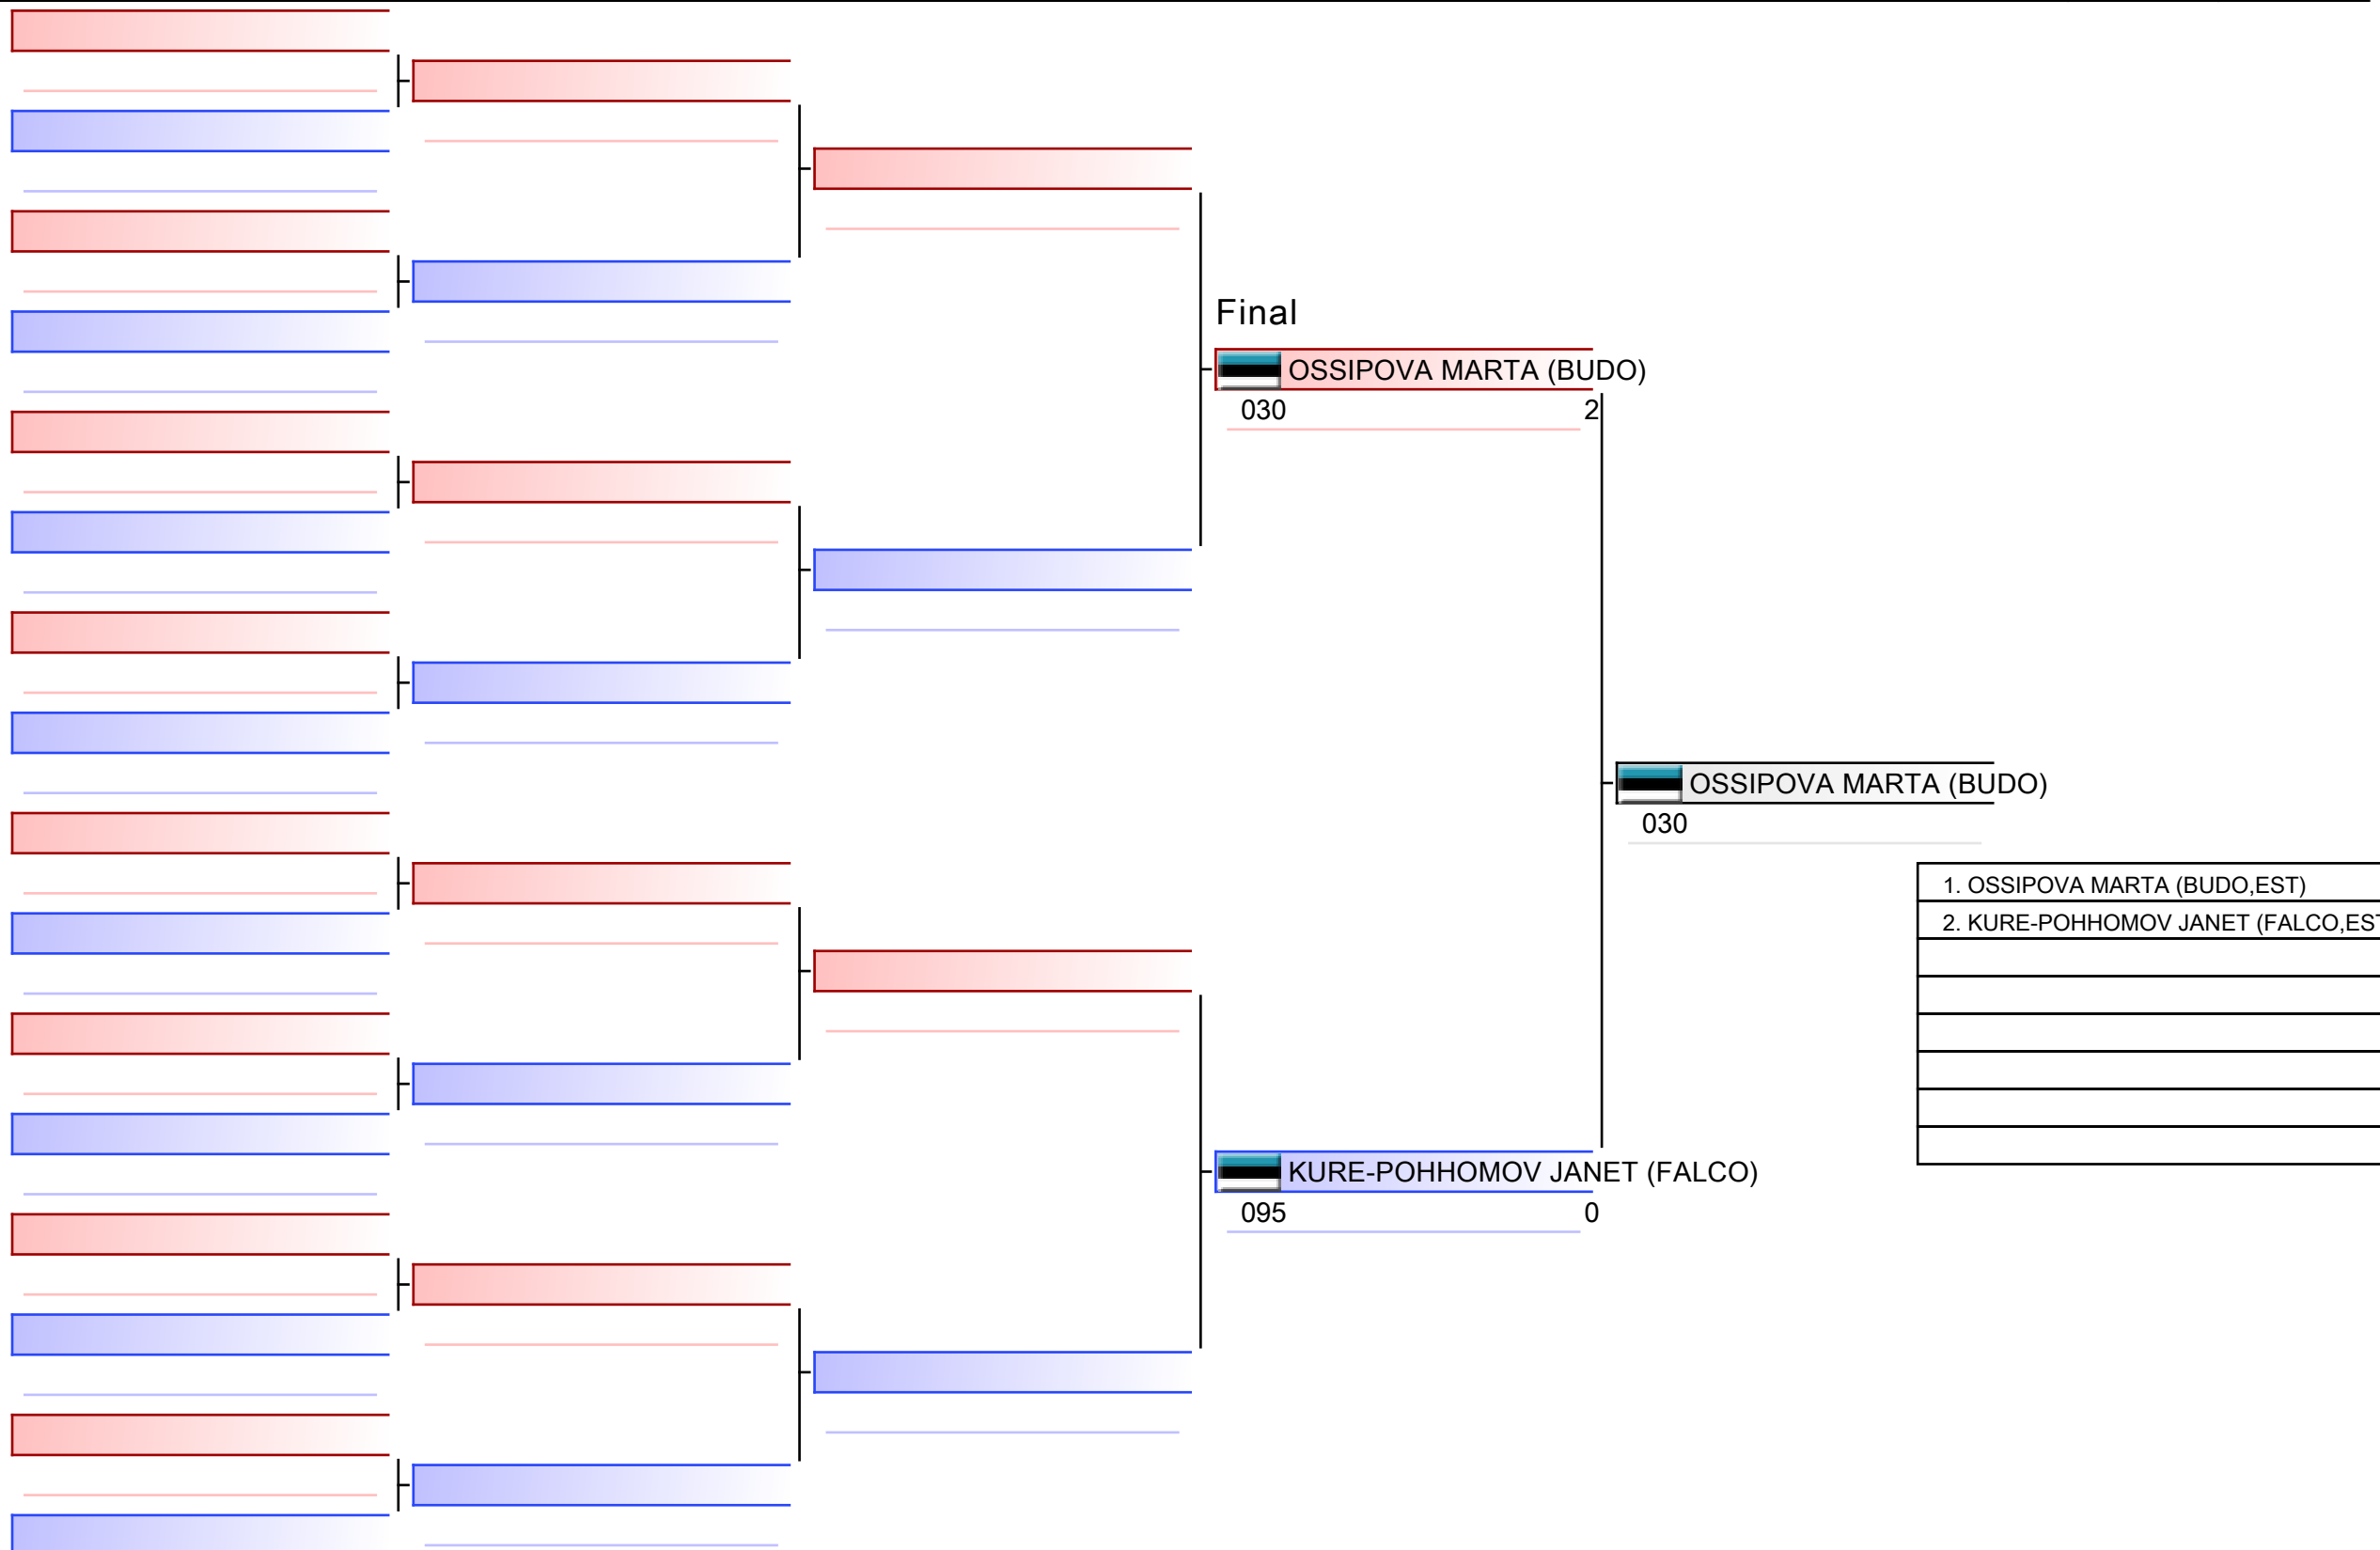 Final
OSSIPOVA MARTA (BUDO)
030 2
OSSIPOVA MARTA (BUDO)
030
1. OSSIPOVA MARTA (BUDO,EST)
2. KURE-POHHOMOV JANET (FALCO,EST
KURE-POHHOMOV JANET (FALCO)
095 0